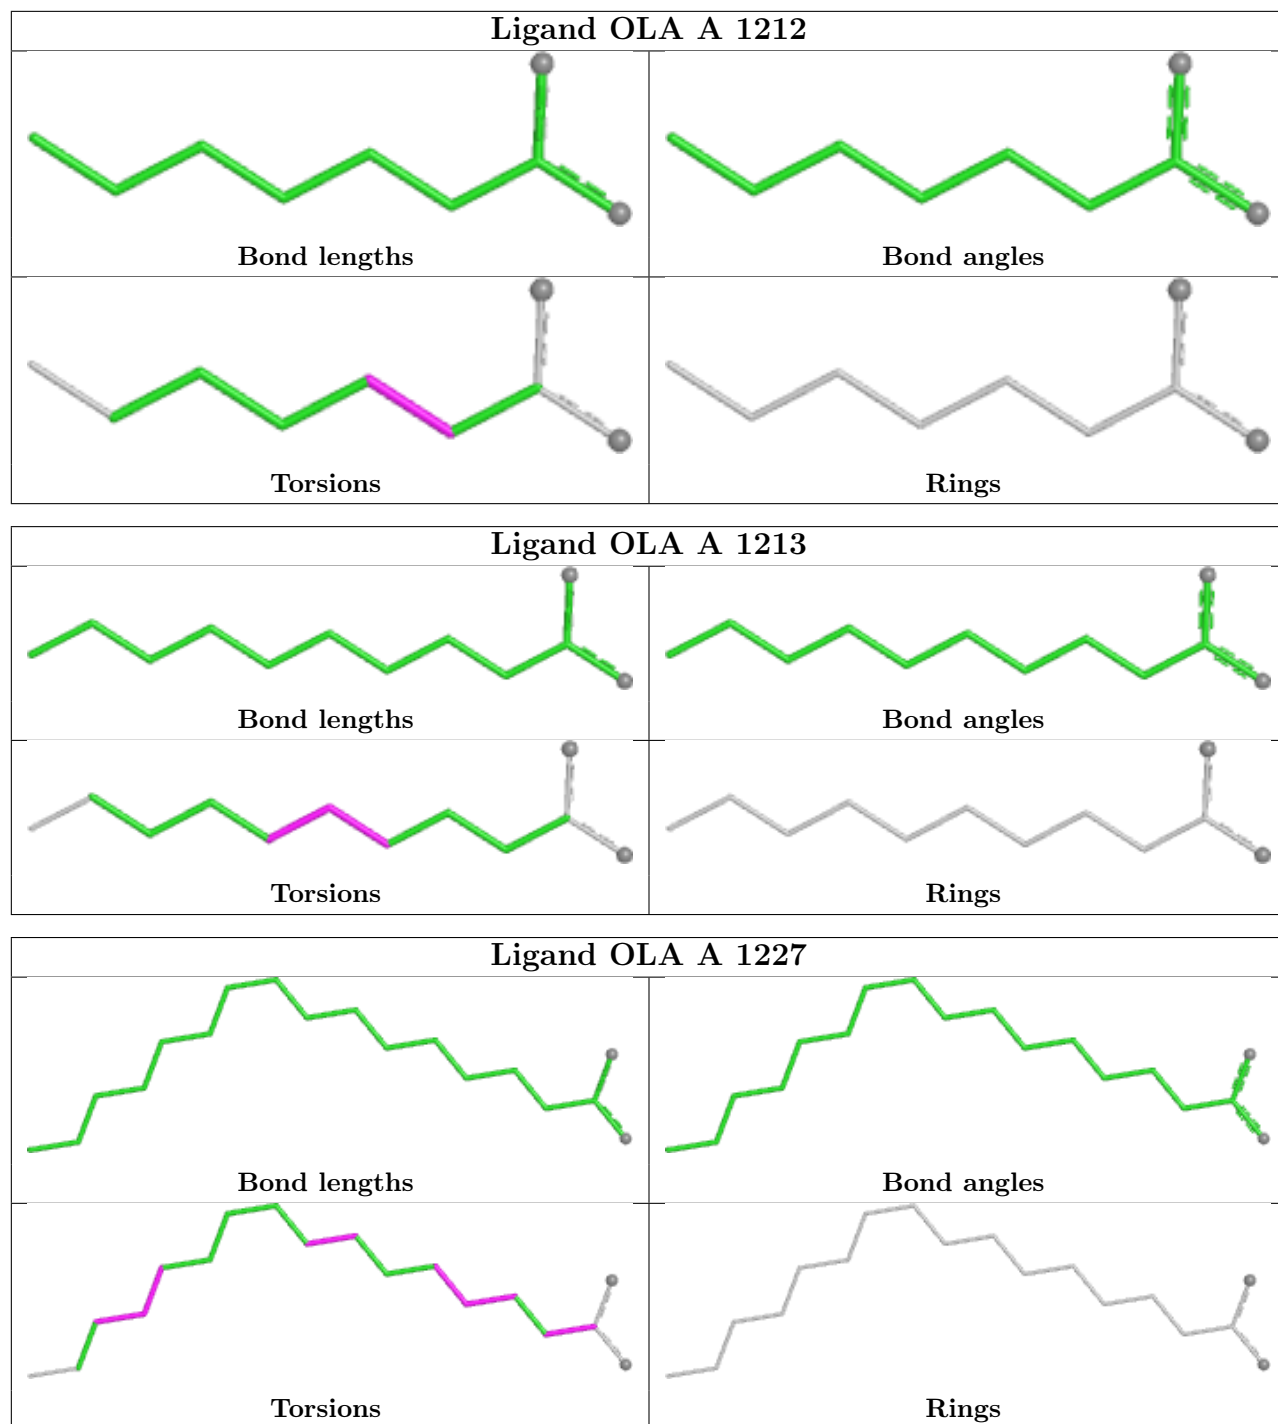 Ligand OLA A 1212
Bond lengths
Bond angles
Torsions
Rings
Ligand OLA A 1213
Bond lengths
Bond angles
Torsions
Rings
Ligand OLA A 1227
Bond lengths
Bond angles
Torsions
Rings